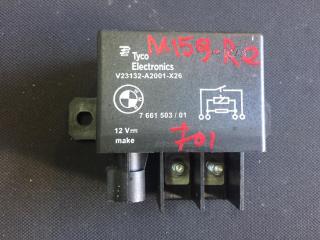 M159-R2
Tyco
Electronics
V23132-A2001-X26
7 661 503 / 01
12 V
make
701